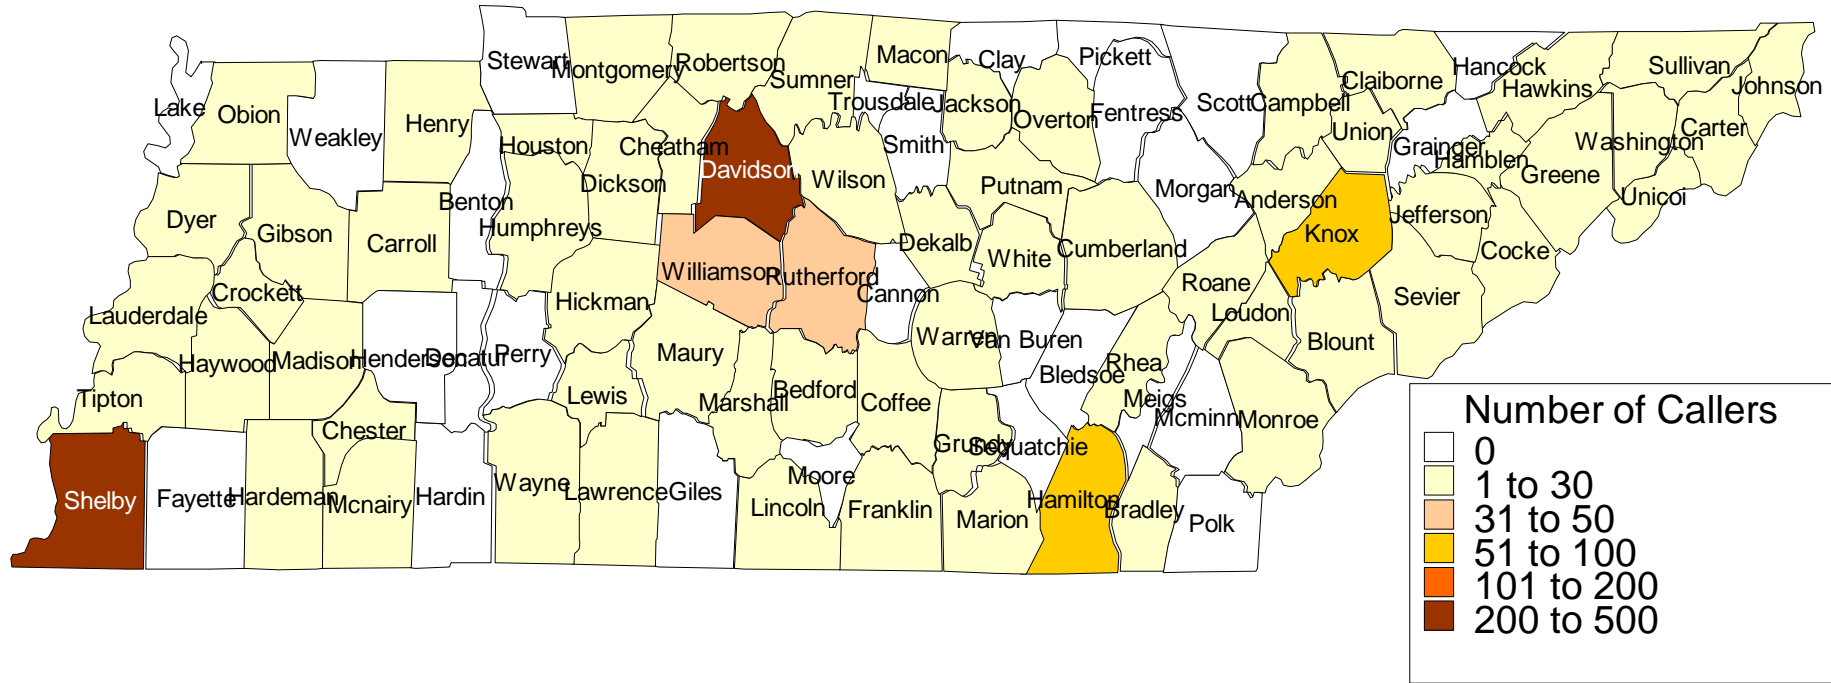 Stewart
Montgomery
Robertson
Sumner
Macon
Clay
Pickett
Scott
Campbell
Claiborne
Hancock
Hawkins
Sullivan
Johnson
Lake
Obion
Weakley
Henry
Houston
Cheatham
Davidson
Trousdale
Jackson
Overton
Fentress
Union
Grainger
Hamblen
Washington
Carter
Smith
Dickson
Wilson
Putnam
Morgan
Anderson
Greene
Unicoi
Benton
Humphreys
Dyer
Gibson
Carroll
Dekalb
White
Cumberland
Knox
Jefferson
Cocke
Williamson
Rutherford
Cannon
Roane
Loudon
Sevier
Blount
Crockett
Lauderdale
Hickman
Haywood
Madison
Henderson
Decatur
Perry
Maury
Warren
Van Buren
Bledsoe
Rhea
Meigs
Mcminn
Monroe
Tipton
Lewis
Marshall
Bedford
Coffee
Grundy
Sequatchie
Chester
Shelby
Fayette
Hardeman
Mcnairy
Hardin
Wayne
Lawrence
Giles
Moore
Lincoln
Franklin
Marion
Hamilton
Bradley
Polk
Number of Callers
0
1 to 30
31 to 50
51 to 100
101 to 200
200 to 500